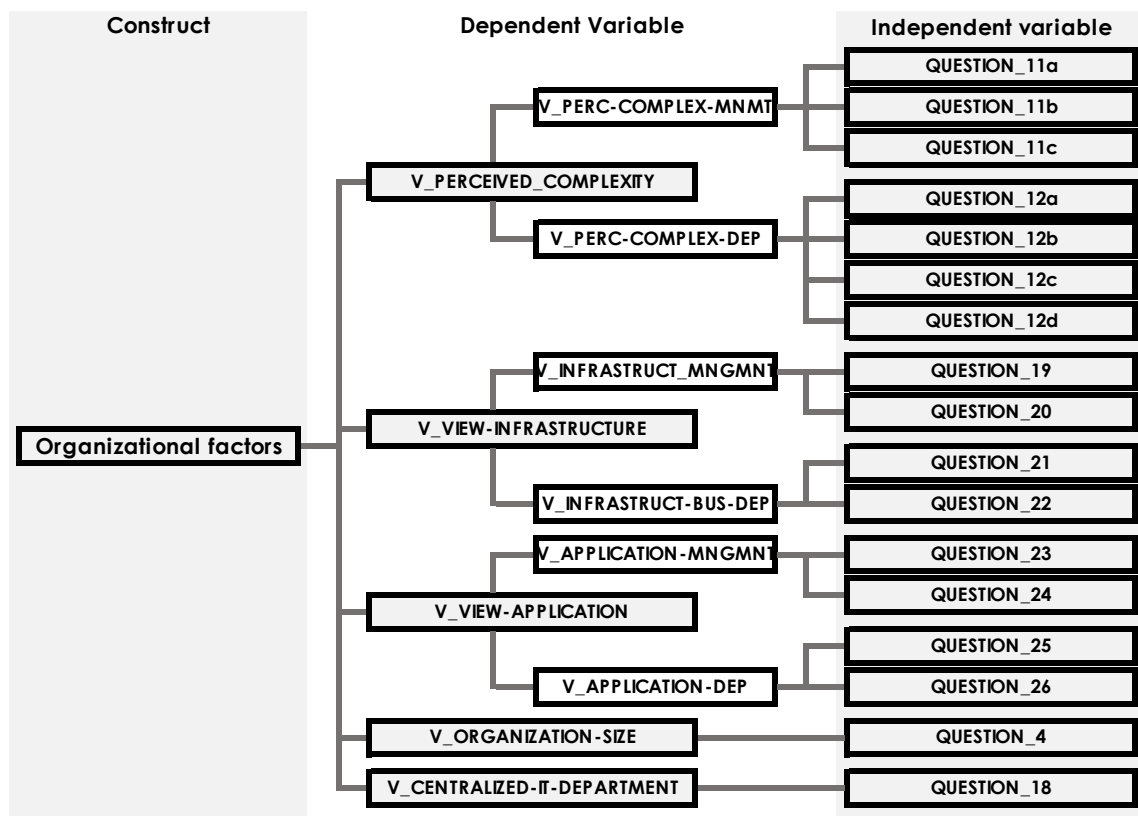 Construct
Dependent Variable
Independent variable
QUESTION_11a
V_PERC-COMPLEX-MNMT
QUESTION_11b
QUESTION_11c
V_PERCEIVED_COMPLEXITY
QUESTION_12a
V_PERC-COMPLEX-DEP
QUESTION_12b
QUESTION_12c
QUESTION_12d
V_INFRASTRUCT_MNGMNT
QUESTION_19
QUESTION_20
V_VIEW-INFRASTRUCTURE
Organizational factors
QUESTION_21
V_INFRASTRUCT-BUS-DEP
QUESTION_22
V_APPLICATION-MNGMNT
QUESTION_23
QUESTION_24
V_VIEW-APPLICATION
QUESTION_25
V_APPLICATION-DEP
QUESTION_26
V_ORGANIZATION-SIZE
QUESTION_4
V_CENTRALIZED-IT-DEPARTMENT
QUESTION_18